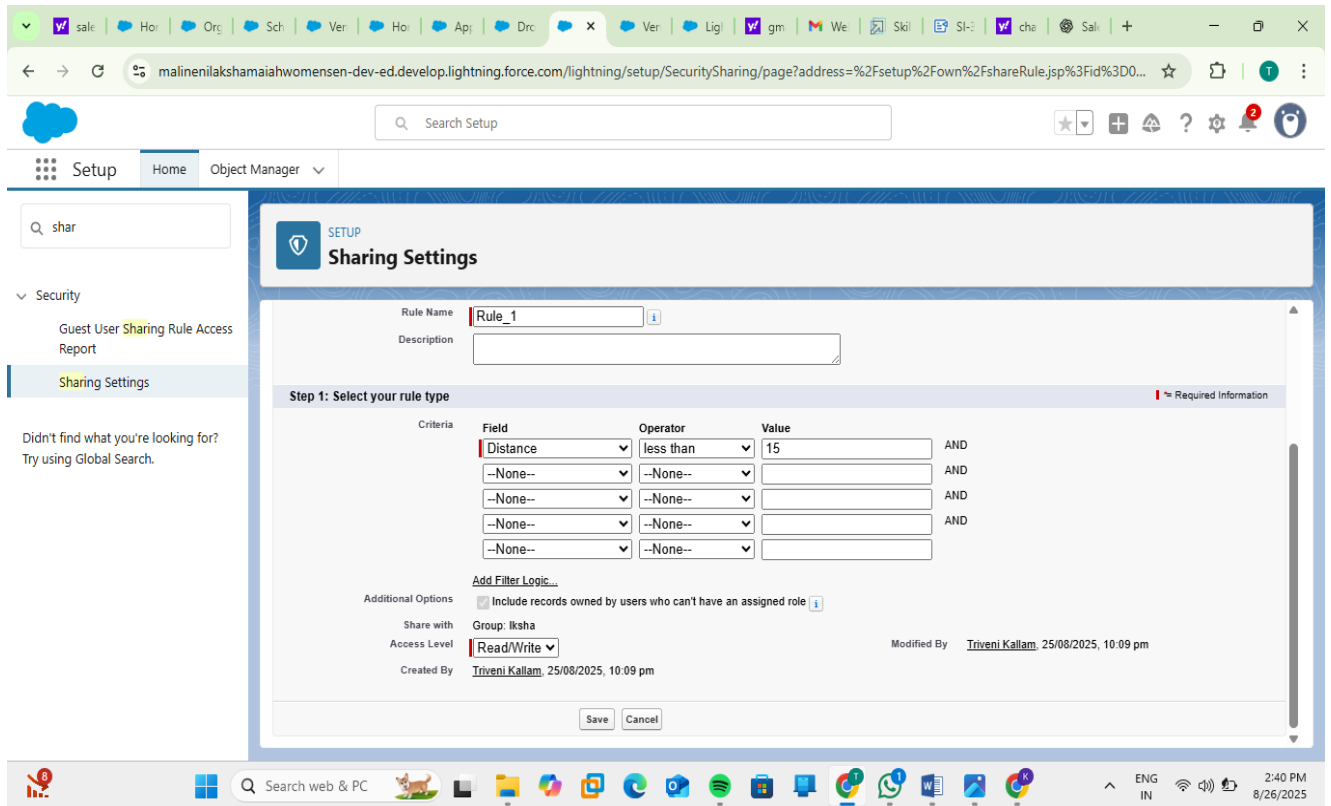 sale
Hor
Org
Sch
Ver
Hor
App
Dro
Ver
Ligl
gm
We
Skil
SI-3
cha
Sale
malinenilakshamaiahwomensen-dev-ed.develop.lightning.force.com/lightning/setup/SecuritySharing/page?address=%2Fsetup%2Fown%2FshareRule.jsp%3Fid%3D0...
T
Search Setup
2
Setup
Home
Object Manager
shar
Security
Guest User Sharing Rule Access
Report
Sharing Settings
Didn't find what you're looking for?
Try using Global Search.
SETUP
Sharing Settings
Rule Name Rule_1
Description
Step 1: Select your rule type = Required Information
Criteria
Field Operator Value
Distance less than 15 AND
--None-- --None-- AND
--None-- --None-- AND
--None-- --None-- AND
--None-- --None--
Add Filter Logic...
Additional Options Include records owned by users who can't have an assigned role
Share with Group: Iksha
Access Level Read/Write Modified By Triveni Kallam, 25/08/2025, 10:09 pm
Created By Triveni Kallam, 25/08/2025, 10:09 pm
Save Cancel
8
Search web & PC
T
1
K
ENG
IN
2:40 PM
8/26/2025